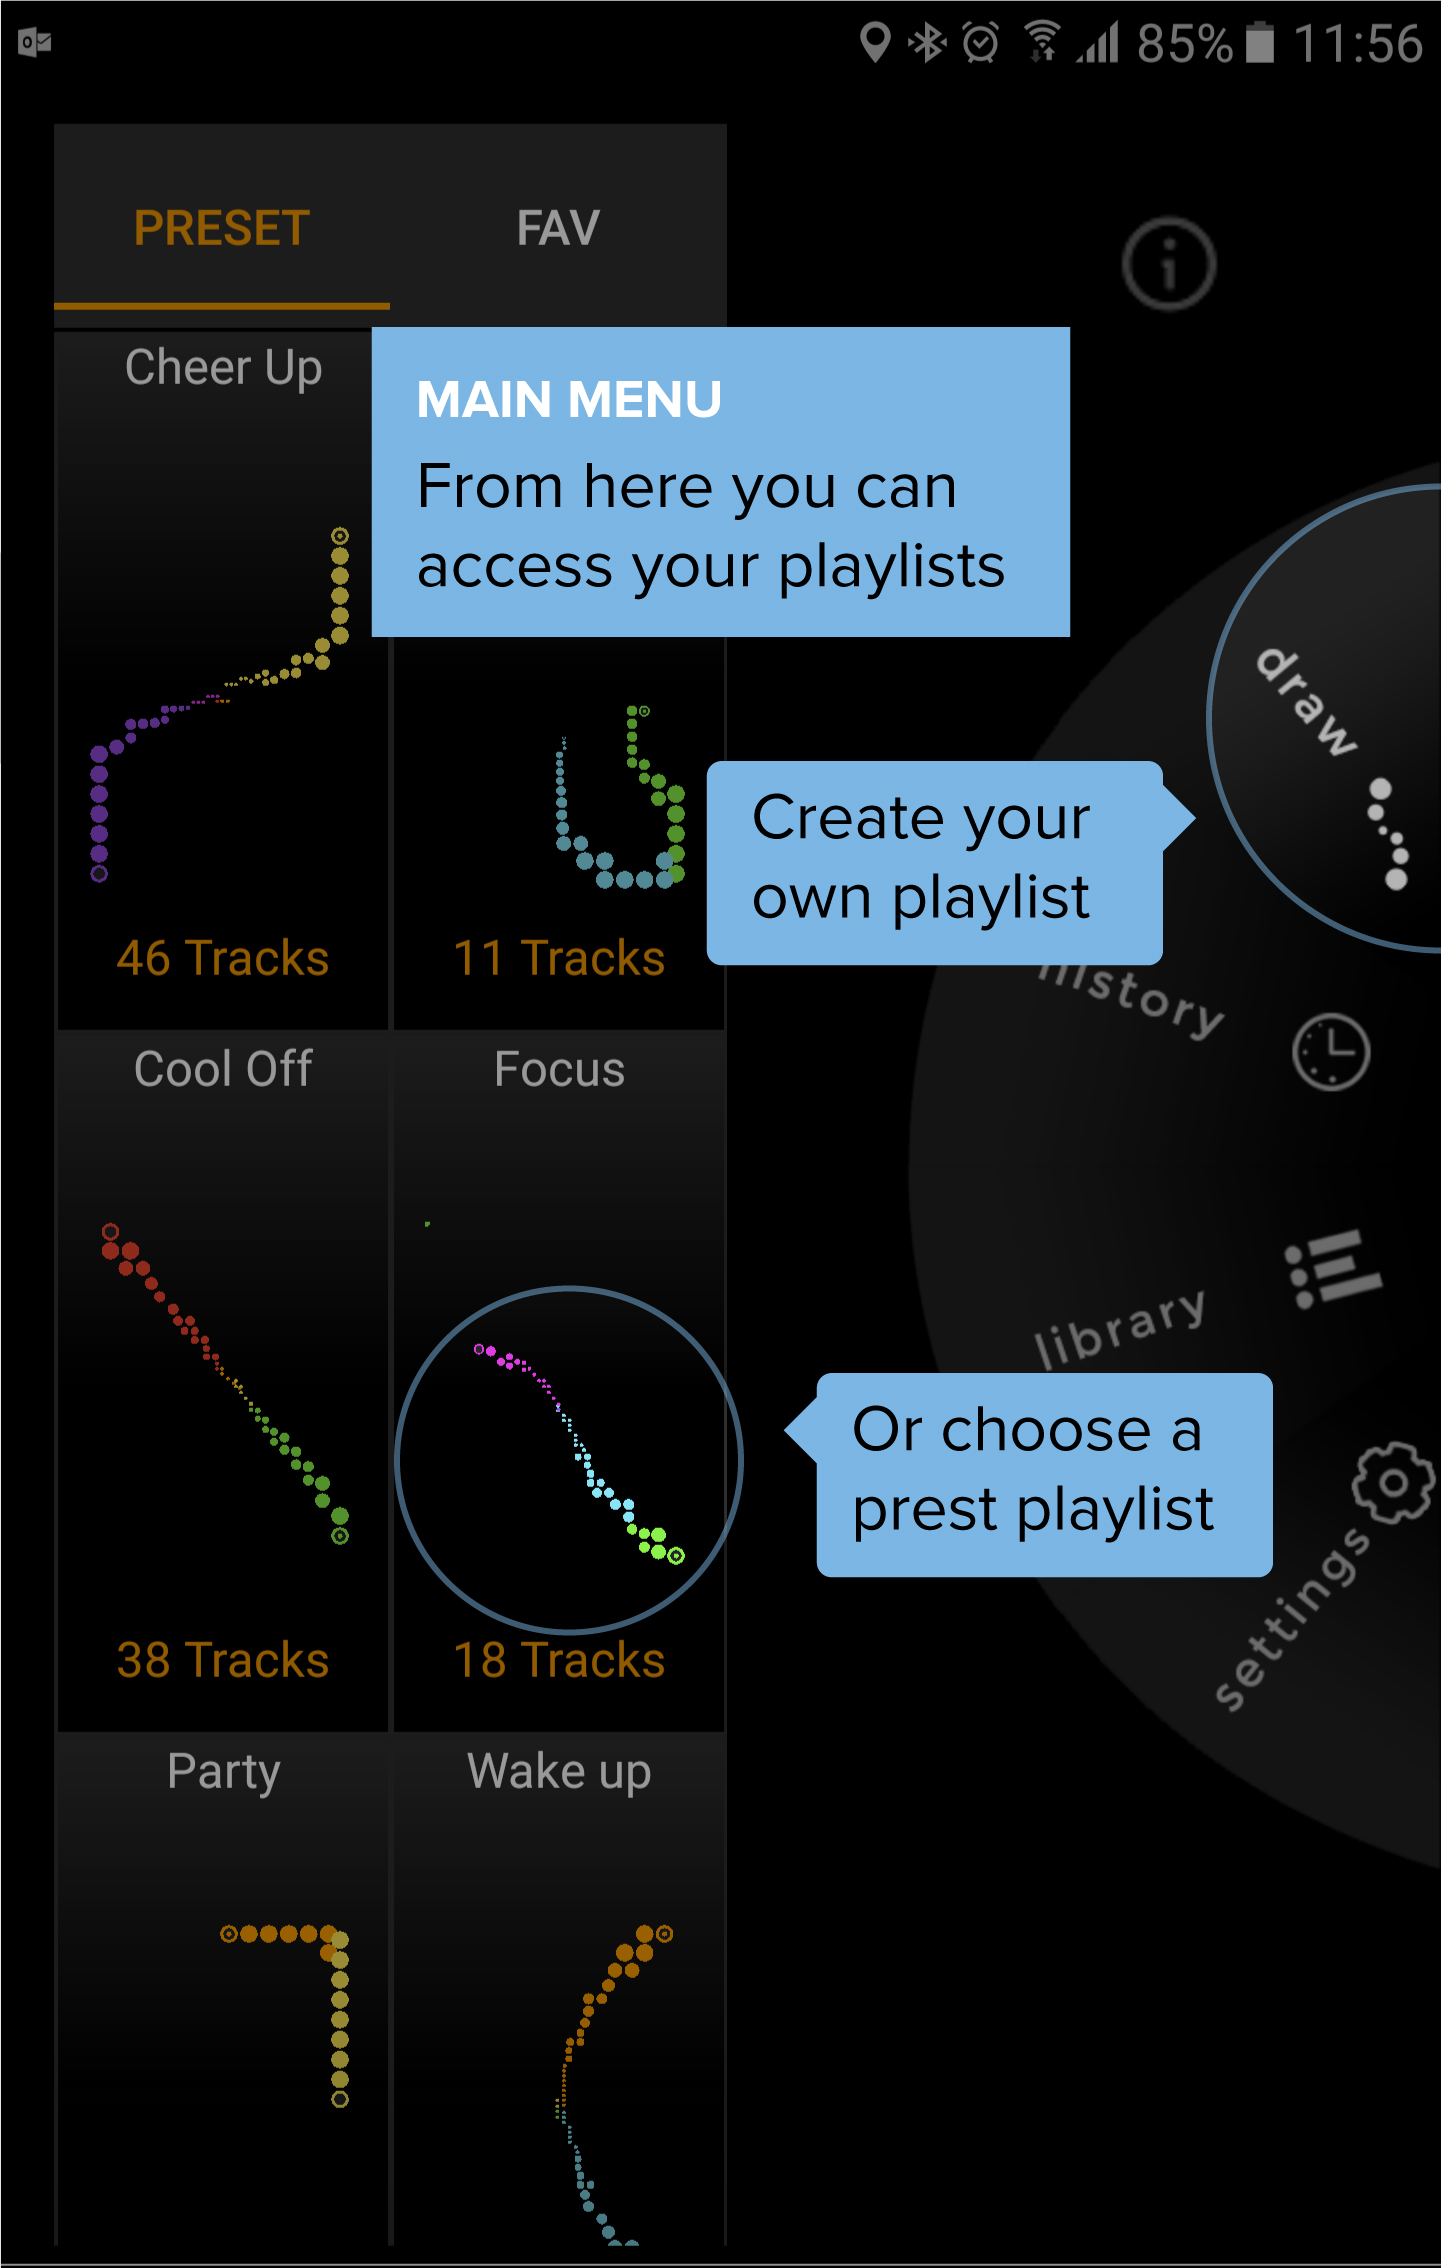 85% 11:56
PRESET FAV
Cheer Up
MAIN MENU
From here you can
access your playlists
draw
Create your
own playlist
46 Tracks 11 Tracks
history
Cool Off Focus
library
Or choose a
prest playlist
settings
38 Tracks 18 Tracks
Party Wake up